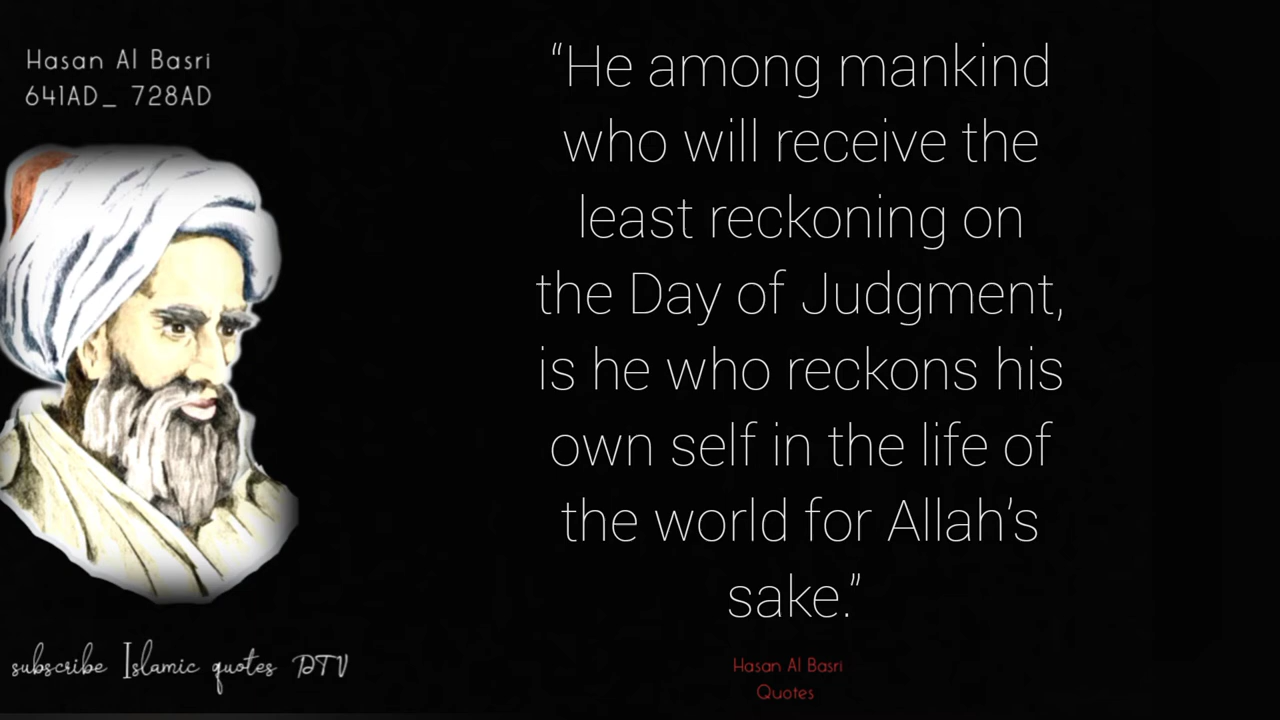 Hasan Al Basri
641AD_ 728AD
“He among mankind
who will receive the
least reckoning on
the Day of Judgment,
is he who reckons his
own self in the life of
the world for Allah’s
sake.”
subscribe Islamic quotes DTV
Hasan Al Basri
Quotes